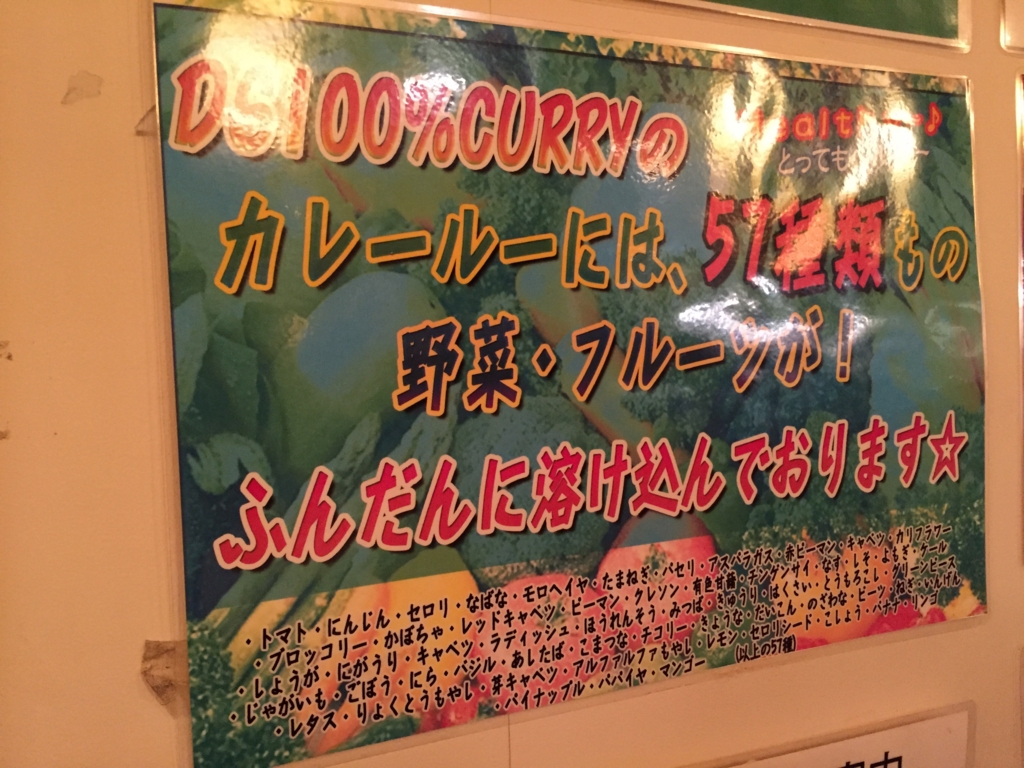 100%CURRYの
Healthy〜♪
とっても
カレールーには、57種類もの
野菜・フルーツが!
ふんだんに溶け込んでおります☆
・トマト・にんじん・セロリ・なばな・モロヘイヤ・たまねぎ・パセリ・アスパラガス・赤ピーマン・キャベツ・カリフラワー
・ブロッコリー・かぼちゃ・レッドキャベツ・ピーマン・クレソン・有色甘藷・チンゲンサイ・なす・しそ・よもぎ・ケール
・しょうが・にがうり・キャベツ・ラディッシュ・ほうれんそう・みつば・きゅうり・はくさい・とうもろこし・グリーンピース
・じゃがいも・ごぼう・にら・バジル・あしたば・こまつな・チコリー・きょうな・だいこん・のざわな・ビーツ・ねぎ・いんげん
・レタス・りょくとうもやし・芽キャベツ・アルファルファもやし・レモン・セロリシード・こしょう・バナナ・リンゴ
・パイナップル・パパイヤ・マンゴー (以上の57種)